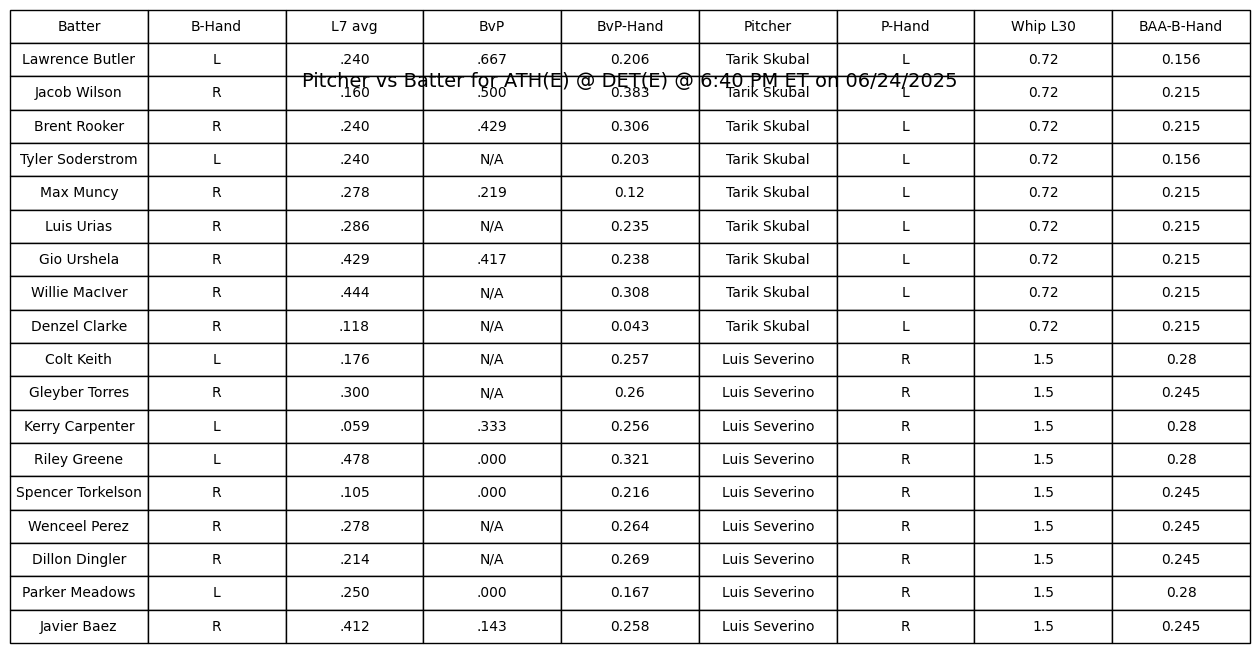 Batter B-Hand L7 avg BvP BvP-Hand Pitcher P-Hand Whip L30 BAA-B-Hand
Lawrence Butler L .240 .667 0.206 Tarik Skubal L 0.72 0.156
Pitcher vs Batter for ATH(E) @ DET(E) @ 6:40 PM ET on 06/24/2025
Jacob Wilson R .160 .500 0.383 Tarik Skubal L 0.72 0.215
Brent Rooker R .240 .429 0.306 Tarik Skubal L 0.72 0.215
Tyler Soderstrom L .240 N/A 0.203 Tarik Skubal L 0.72 0.156
Max Muncy R .278 .219 0.12 Tarik Skubal L 0.72 0.215
Luis Urias R .286 N/A 0.235 Tarik Skubal L 0.72 0.215
Gio Urshela R .429 .417 0.238 Tarik Skubal L 0.72 0.215
Willie MacIver R .444 N/A 0.308 Tarik Skubal L 0.72 0.215
Denzel Clarke R .118 N/A 0.043 Tarik Skubal L 0.72 0.215
Colt Keith L .176 N/A 0.257 Luis Severino R 1.5 0.28
Gleyber Torres R .300 N/A 0.26 Luis Severino R 1.5 0.245
Kerry Carpenter L .059 .333 0.256 Luis Severino R 1.5 0.28
Riley Greene L .478 .000 0.321 Luis Severino R 1.5 0.28
Spencer Torkelson R .105 .000 0.216 Luis Severino R 1.5 0.245
Wenceel Perez R .278 N/A 0.264 Luis Severino R 1.5 0.245
Dillon Dingler R .214 N/A 0.269 Luis Severino R 1.5 0.245
Parker Meadows L .250 .000 0.167 Luis Severino R 1.5 0.28
Javier Baez R .412 .143 0.258 Luis Severino R 1.5 0.245